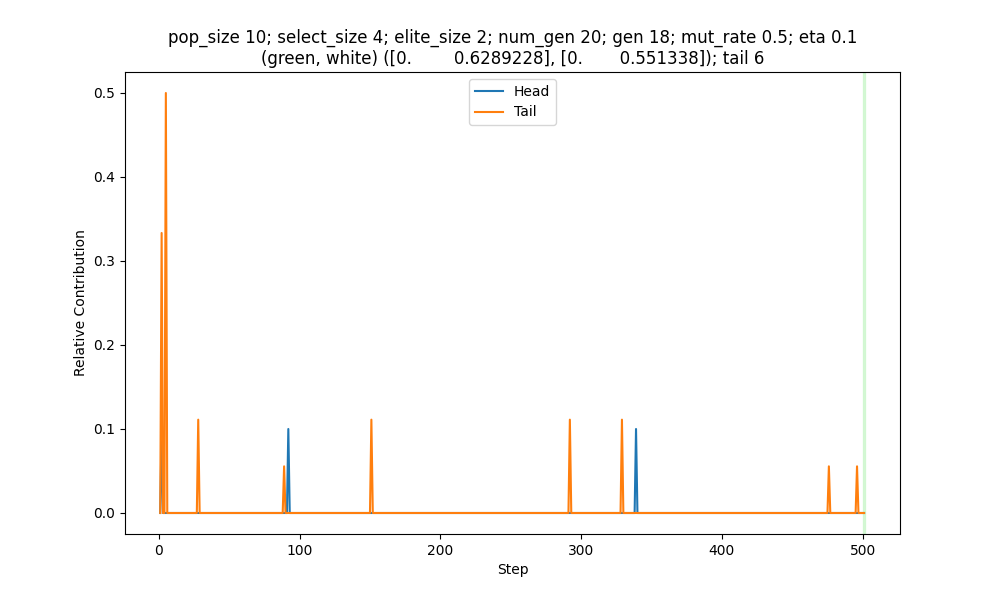 pop_size 10; select_size 4; elite_size 2; num_gen 20; gen 18; mut_rate 0.5; eta 0.1
(green, white) ([0.         0.6289228], [0.        0.551338]); tail 6
Head
Tail
0.5
0.4
0.3
0.2
0.1
0.0
Relative Contribution
0
100
200
300
400
500
Step